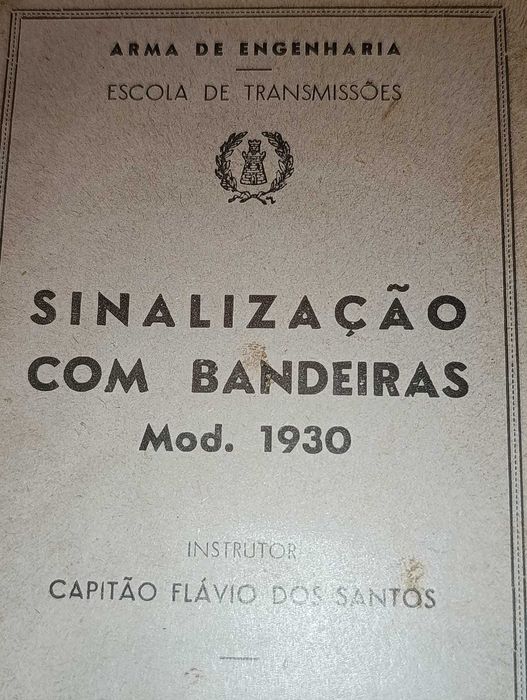 ARMA DE ENGENHARIA
ESCOLA DE TRANSMISSÕES
SINALIZAÇÃO
COM BANDEIRAS
Mod. 1930
INSTRUTOR
CAPITÃO FLÁVIO DOS SANTOS